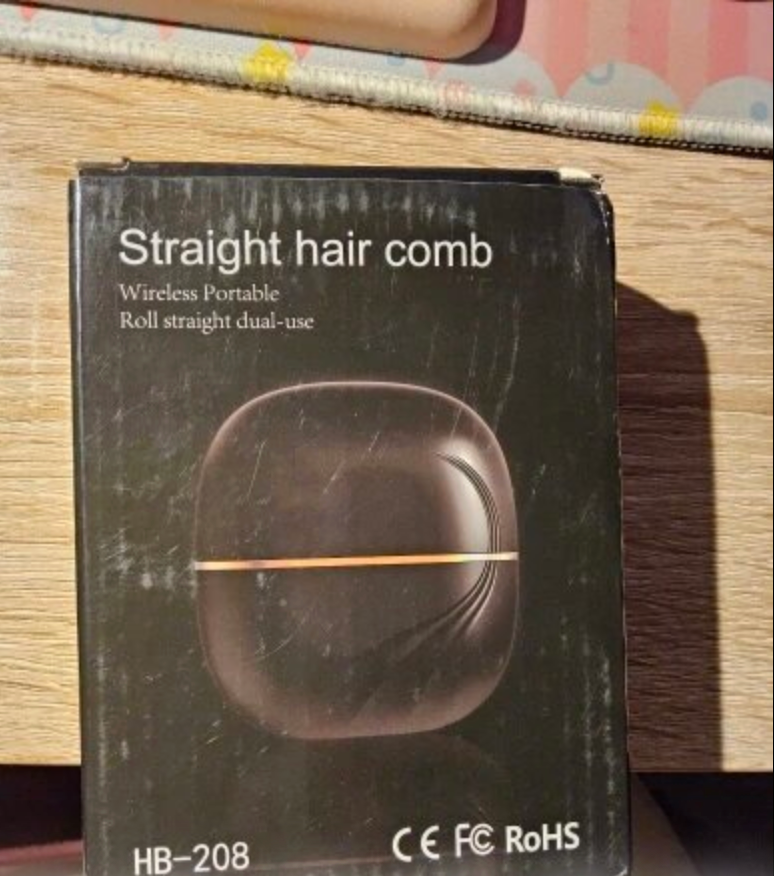 Straight hair comb
Wireless Portable
Roll straight dual-use
HB-208
CE FC RoHS